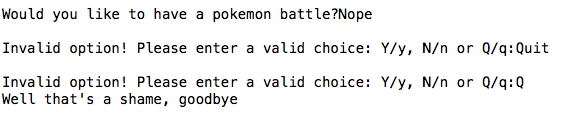 Would you like to have a pokemon battle?Nope
Invalid option! Please enter a valid choice: Y/y, N/n or Q/q:Quit
Invalid option! Please enter a valid choice: Y/y, N/n or Q/q:Q
Well that's a shame, goodbye